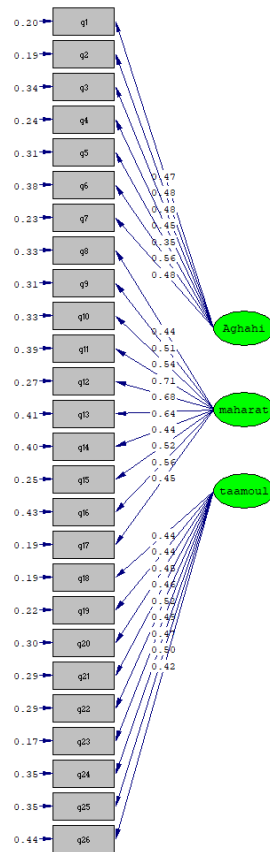 0.20 q1
0.19 q2
0.34 q3
0.24 q4
0.31 q5
0.38 q6
0.23 q7
0.33 q8
0.31 q9
0.33 q10
0.39 q11
0.27 q12
0.41 q13
0.40 q14
0.25 q15
0.43 q16
0.19 q17
0.19 q18
0.22 q19
0.30 q20
0.29 q21
0.29 q22
0.17 q23
0.35 q24
0.35 q25
0.44 q26
0.47
0.48
0.48
0.45
0.35
0.56
0.48
Aghahi
0.44
0.51
0.54
0.71
0.68
0.64
0.44
0.52
0.56
0.45
maharat
0.44
0.44
0.45
0.46
0.52
0.45
0.47
0.50
0.42
taamoul